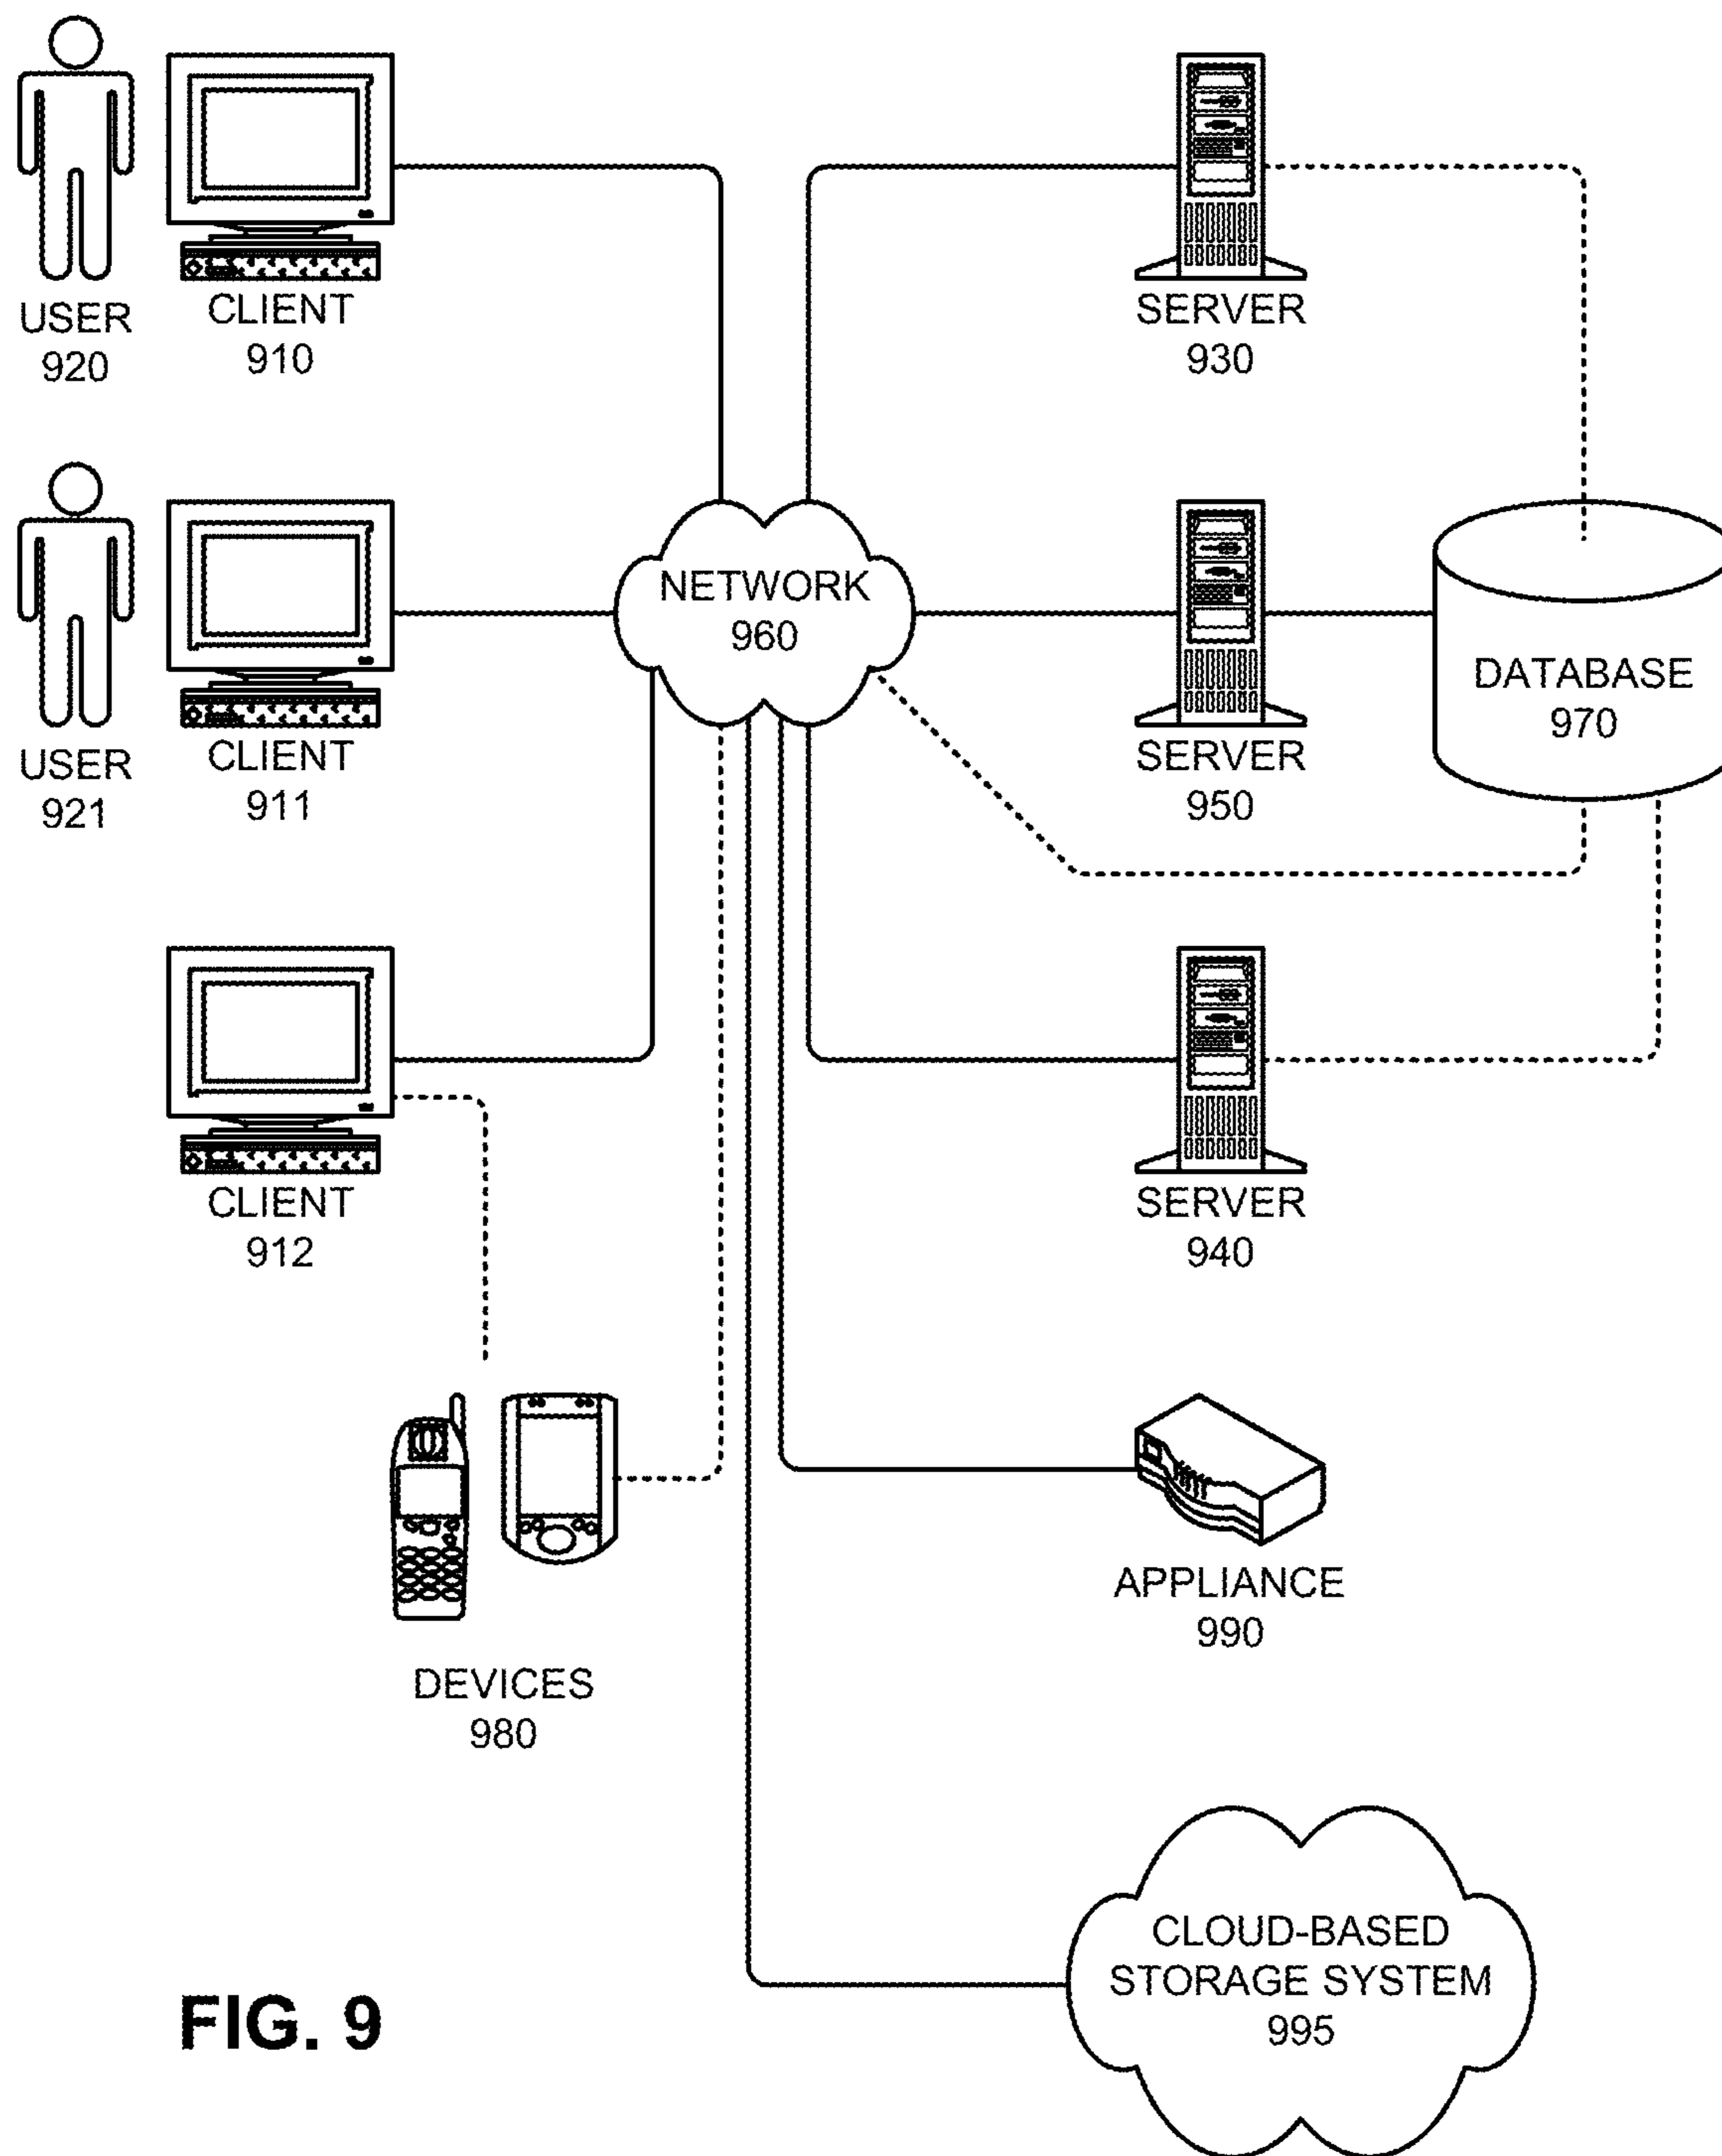 USER
920
CLIENT
910
SERVER
930
USER
921
CLIENT
911
NETWORK
960
SERVER
950
DATABASE
970
CLIENT
912
SERVER
940
DEVICES
980
APPLIANCE
990
CLOUD-BASED
STORAGE SYSTEM
995
FIG. 9